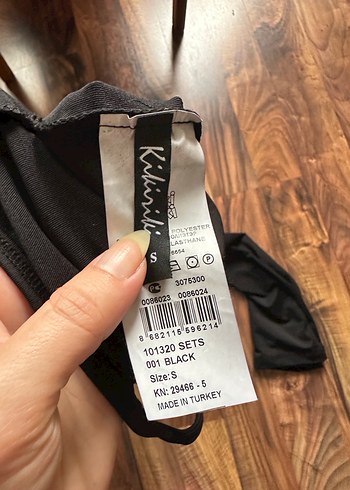 Kikiriki
S
POLYESTER
LASTHANE
6654
P
3075300
0086023 0086024
8 682115 596214
101320 SETS
001 BLACK
Size: S
KN: 29466 - 5
MADE IN TURKEY